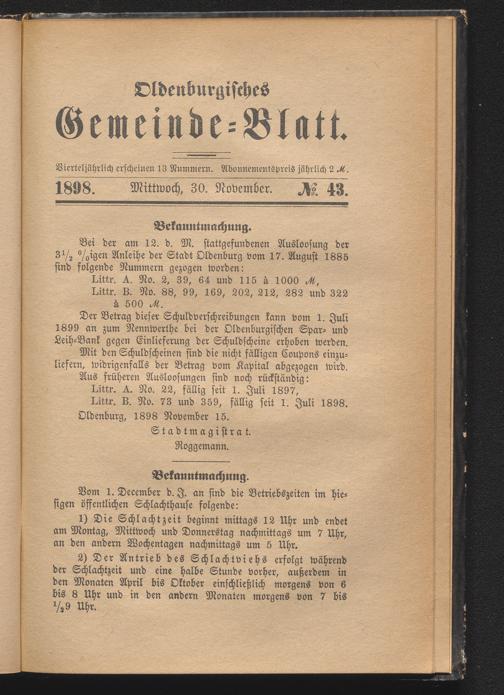 Oldenburgisches
Gemeinde=Blatt.
Vierteljährlich erscheinen 13 Nummern. Abonnementspreis jährlich 2 ℳ.
1898. Mittwoch, 30. November. № 43.
Bekanntmachung.
Bei der am 12. d. M. stattgefundenen Ausloosung der
3½ %igen Anleihe der Stadt Oldenburg vom 17. August 1885
sind folgende Nummern gezogen worden:
Littr. A. No. 2, 39, 64 und 115 à 1000 ℳ,
Littr. B. No. 88, 99, 169, 202, 212, 282 und 322
à 500 ℳ.
Der Betrag dieser Schuldverschreibungen kann vom 1. Juli
1899 an zum Nennwerthe bei der Oldenburgischen Spar- und
Leih-Bank gegen Einlieferung der Schuldscheine erhoben werden.
Mit den Schuldscheinen sind die nicht fälligen Coupons einzu-
liefern, widrigenfalls der Betrag vom Kapital abgezogen wird.
Aus früheren Ausloosungen sind noch rückständig:
Littr. A. No. 22, fällig seit 1. Juli 1897,
Littr. B. No. 73 und 359, fällig seit 1. Juli 1898.
Oldenburg, 1898 November 15.
Stadtmagistrat.
Roggemann.
Bekanntmachung.
Vom 1. December d. J. an sind die Betriebszeiten im hie-
sigen öffentlichen Schlachthause folgende:
1) Die Schlachtzeit beginnt mittags 12 Uhr und endet
am Montag, Mittwoch und Donnerstag nachmittags um 7 Uhr,
an den andern Wochentagen nachmittags um 5 Uhr.
2) Der Antrieb des Schlachtviehs erfolgt während
der Schlachtzeit und eine halbe Stunde vorher, außerdem in
den Monaten April bis Oktober einschließlich morgens von 6
bis 8 Uhr und in den andern Monaten morgens von 7 bis
½9 Uhr.